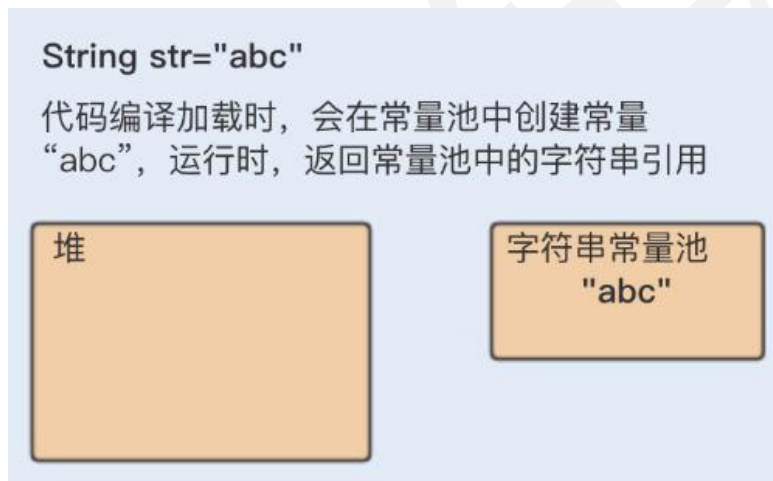 String str="abc"
代码编译加载时，会在常量池中创建常量
“abc”，运行时，返回常量池中的字符串引用
堆
字符串常量池
"abc"